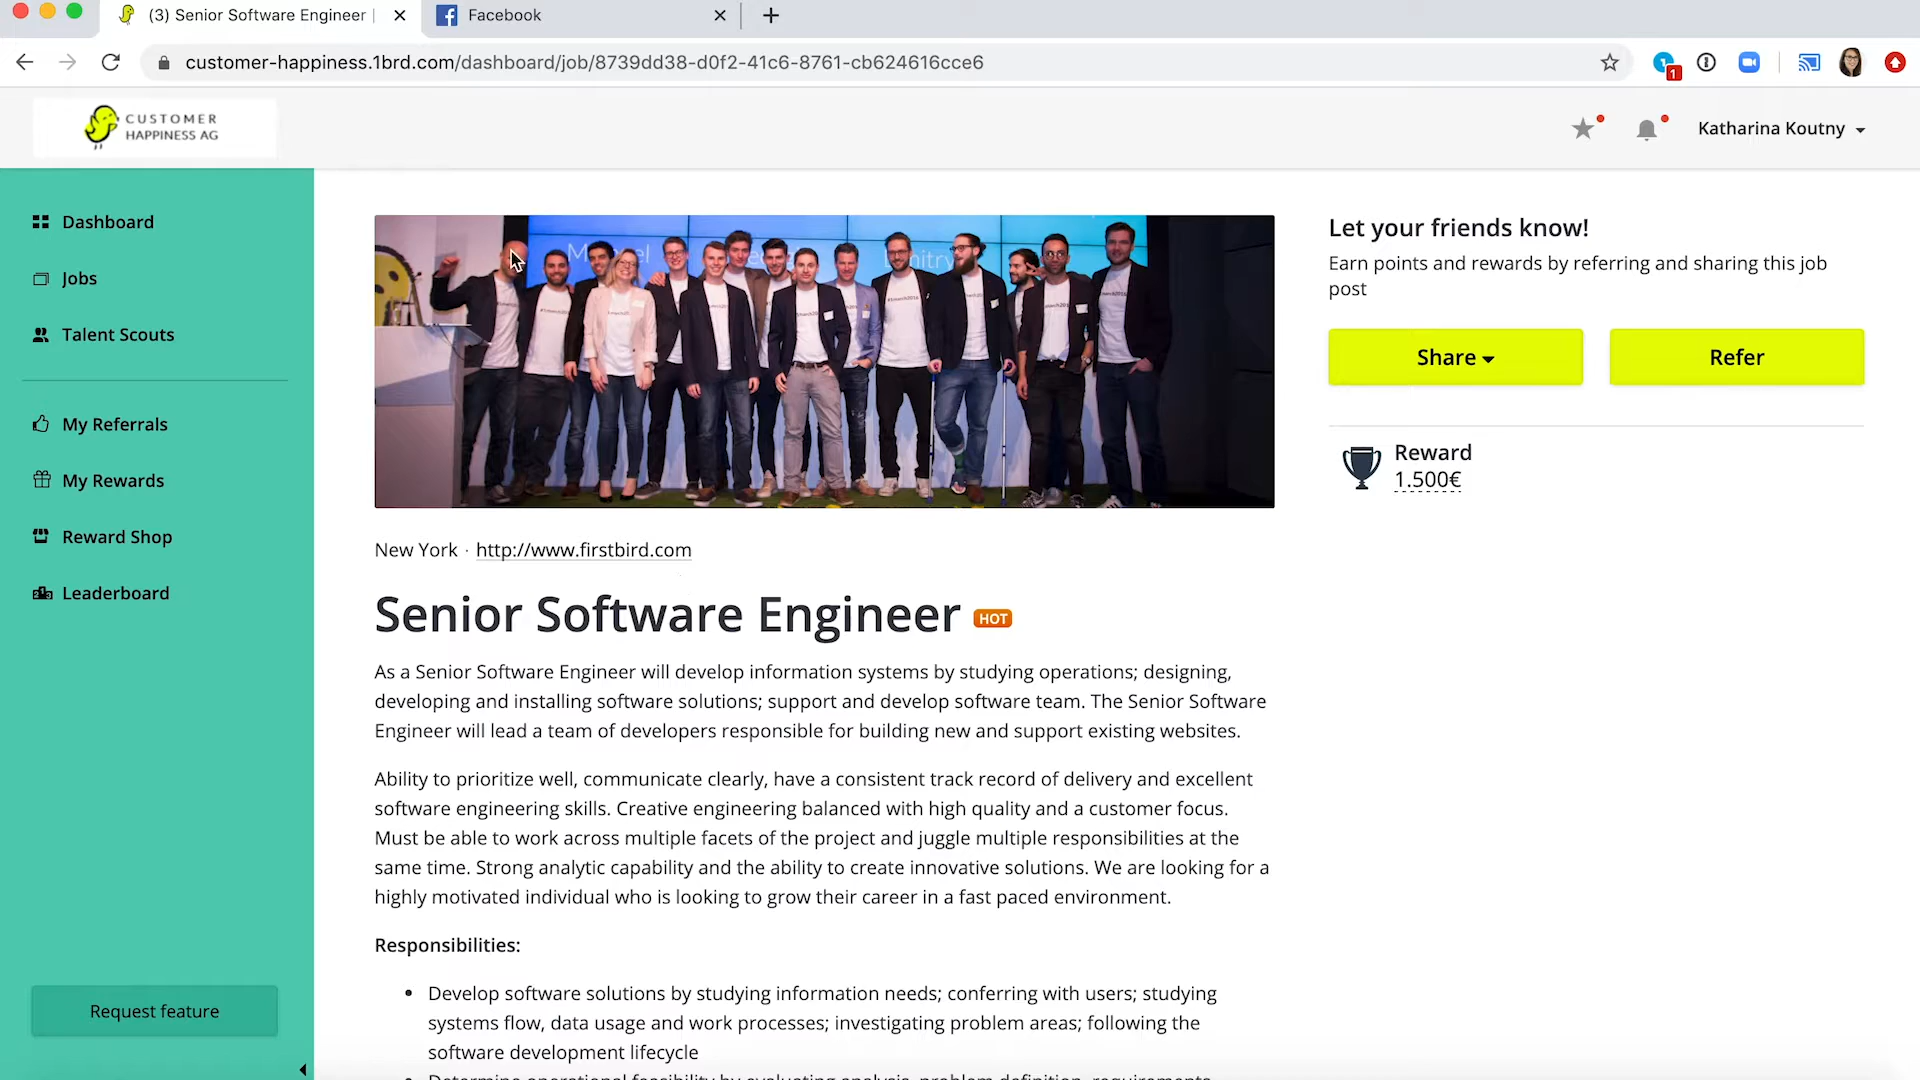 (3) Senior Software Engineer |
Facebook
customer-happiness.1brd.com/dashboard/job/8739dd38-d0f2-41c6-8761-cb624616cce6
1
CUSTOMER
HAPPINESS AG
Katharina Koutny
Dashboard
Jobs
Talent Scouts
My Referrals
My Rewards
Reward Shop
Leaderboard
Request feature
Let your friends know!
Earn points and rewards by referring and sharing this job
post
Share
Refer
Reward
1.500€
New York · http://www.firstbird.com
Senior Software Engineer HOT
As a Senior Software Engineer will develop information systems by studying operations; designing,
developing and installing software solutions; support and develop software team. The Senior Software
Engineer will lead a team of developers responsible for building new and support existing websites.
Ability to prioritize well, communicate clearly, have a consistent track record of delivery and excellent
software engineering skills. Creative engineering balanced with high quality and a customer focus.
Must be able to work across multiple facets of the project and juggle multiple responsibilities at the
same time. Strong analytic capability and the ability to create innovative solutions. We are looking for a
highly motivated individual who is looking to grow their career in a fast paced environment.
Responsibilities:
• Develop software solutions by studying information needs; conferring with users; studying
systems flow, data usage and work processes; investigating problem areas; following the
software development lifecycle
• Determine operational feasibility by evaluating analysis, problem definition, requirements,